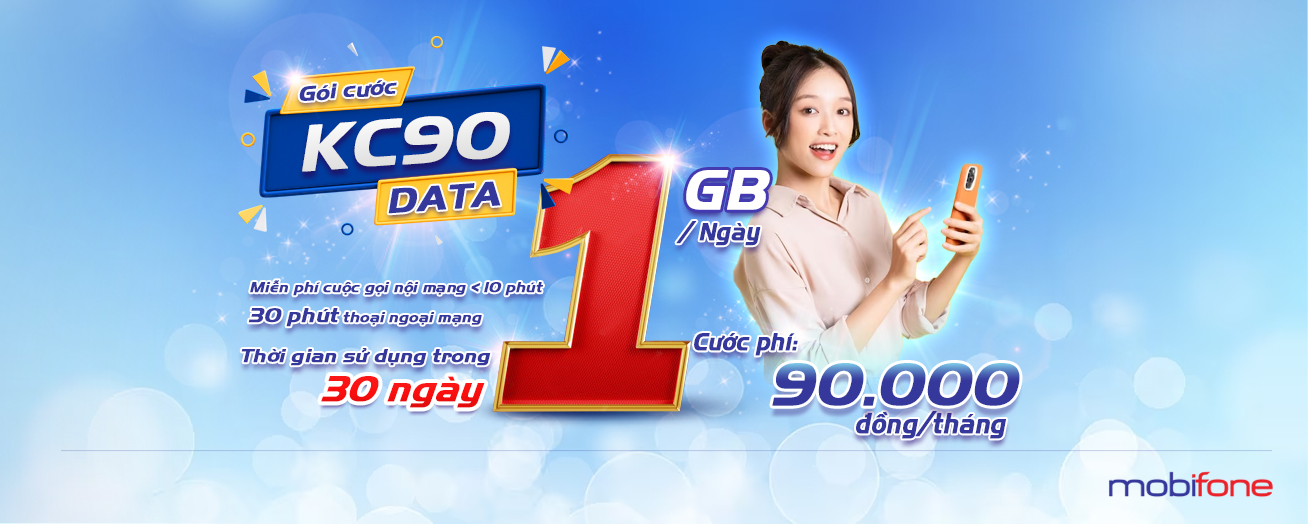 Gói cước
KC90
DATA
1
GB
/ Ngày
Miễn phí cuộc gọi nội mạng < 10 phút
30 phút thoại ngoại mạng
Thời gian sử dụng trong
30 ngày
Cước phí:
90.000
đồng/tháng
mobifone